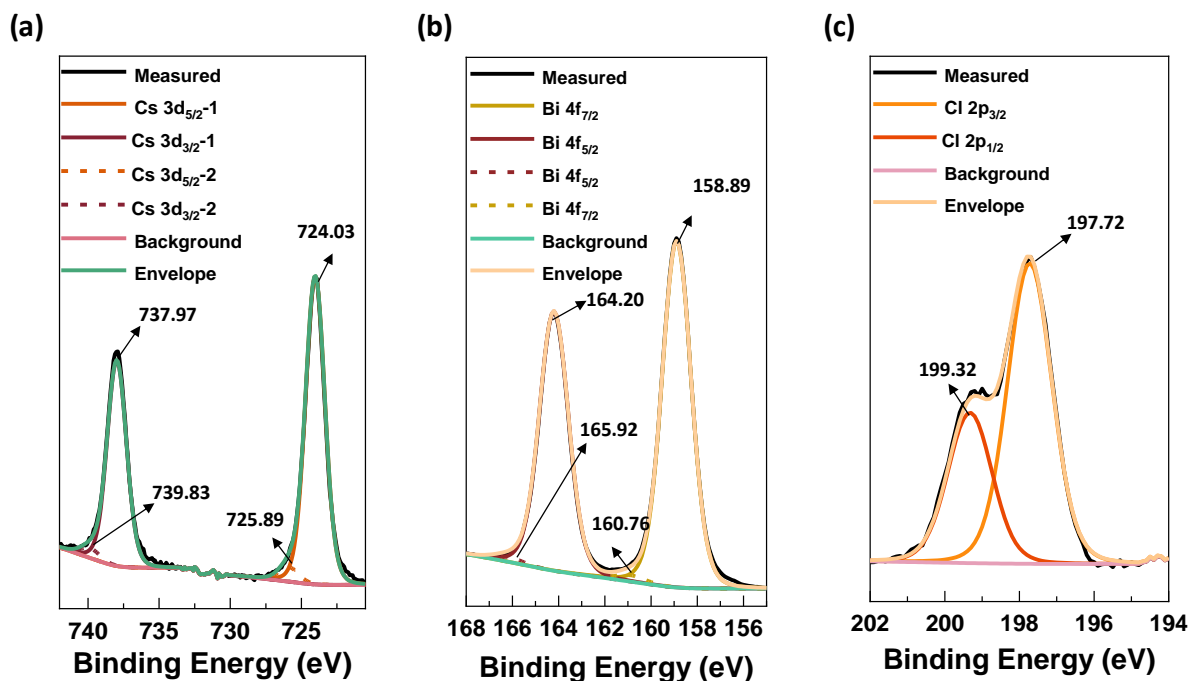 (a)
Measured
Cs 3d5/2-1
Cs 3d3/2-1
Cs 3d5/2-2
Cs 3d3/2-2
Background
Envelope
724.03
737.97
739.83
725.89
740 735 730 725
Binding Energy (eV)
(b)
Measured
Bi 4f7/2
Bi 4f5/2
Bi 4f5/2
Bi 4f7/2
Background
Envelope
158.89
164.20
165.92
160.76
168 166 164 162 160 158 156
Binding Energy (eV)
(c)
Measured
Cl 2p3/2
Cl 2p1/2
Background
Envelope
197.72
199.32
202 200 198 196 194
Binding Energy (eV)